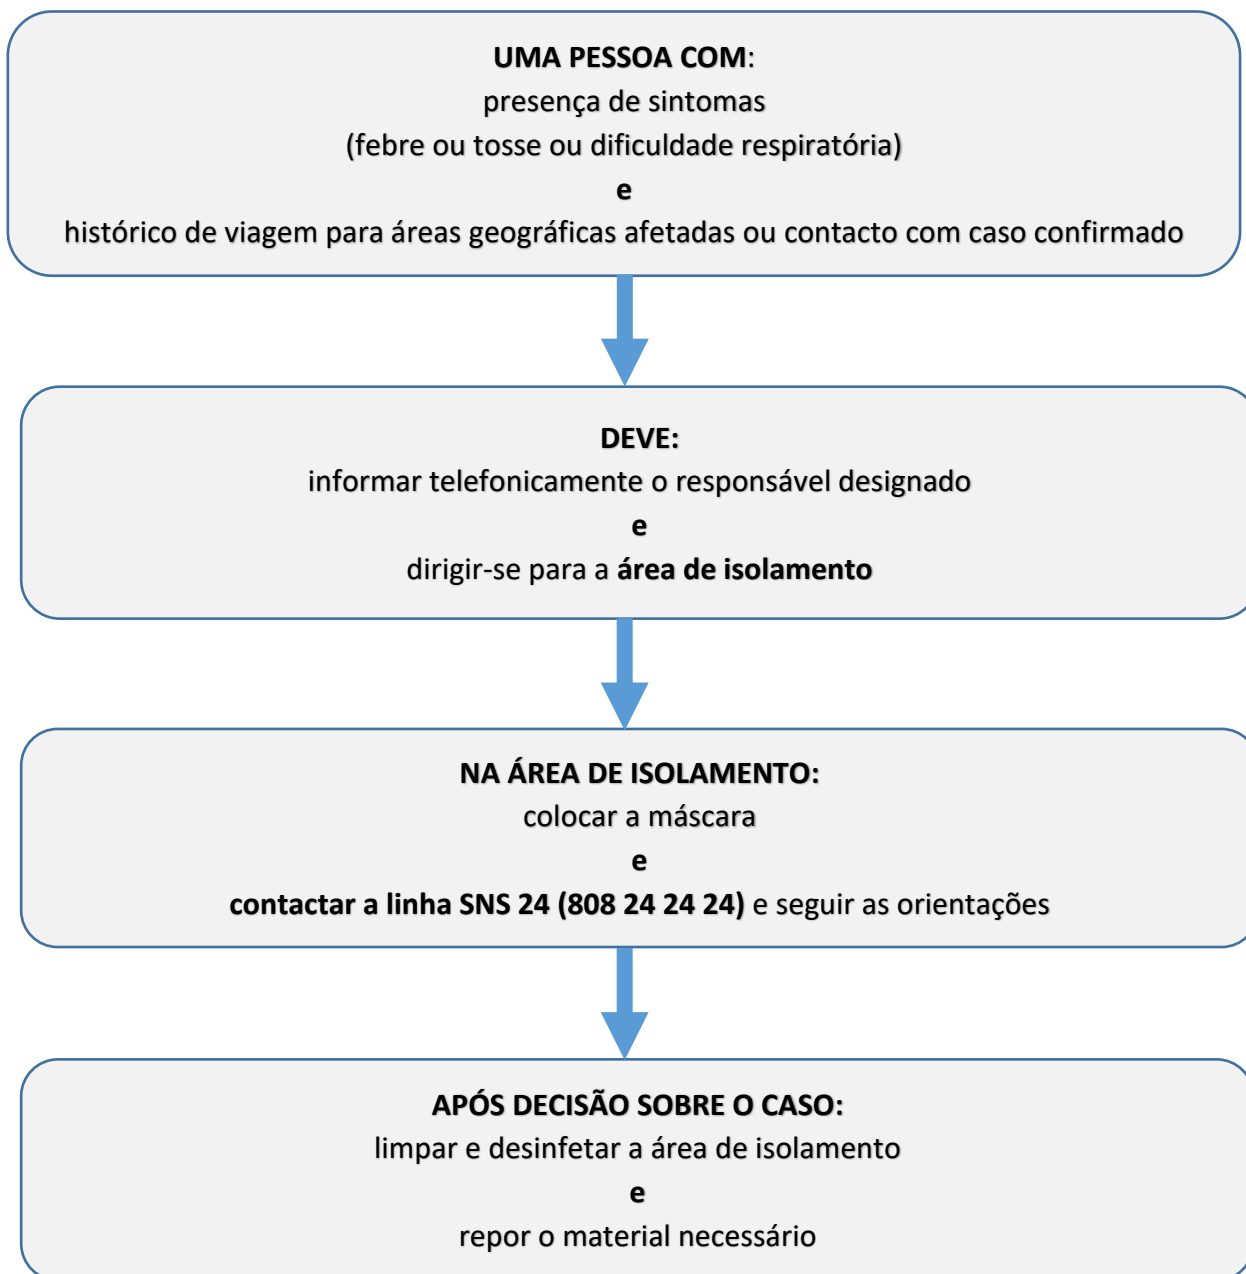 UMA PESSOA COM:
presença de sintomas
(febre ou tosse ou dificuldade respiratória)
e
histórico de viagem para áreas geográficas afetadas ou contacto com caso confirmado
DEVE:
informar telefonicamente o responsável designado
e
dirigir-se para a área de isolamento
NA ÁREA DE ISOLAMENTO:
colocar a máscara
e
contactar a linha SNS 24 (808 24 24 24) e seguir as orientações
APÓS DECISÃO SOBRE O CASO:
limpar e desinfetar a área de isolamento
e
repor o material necessário